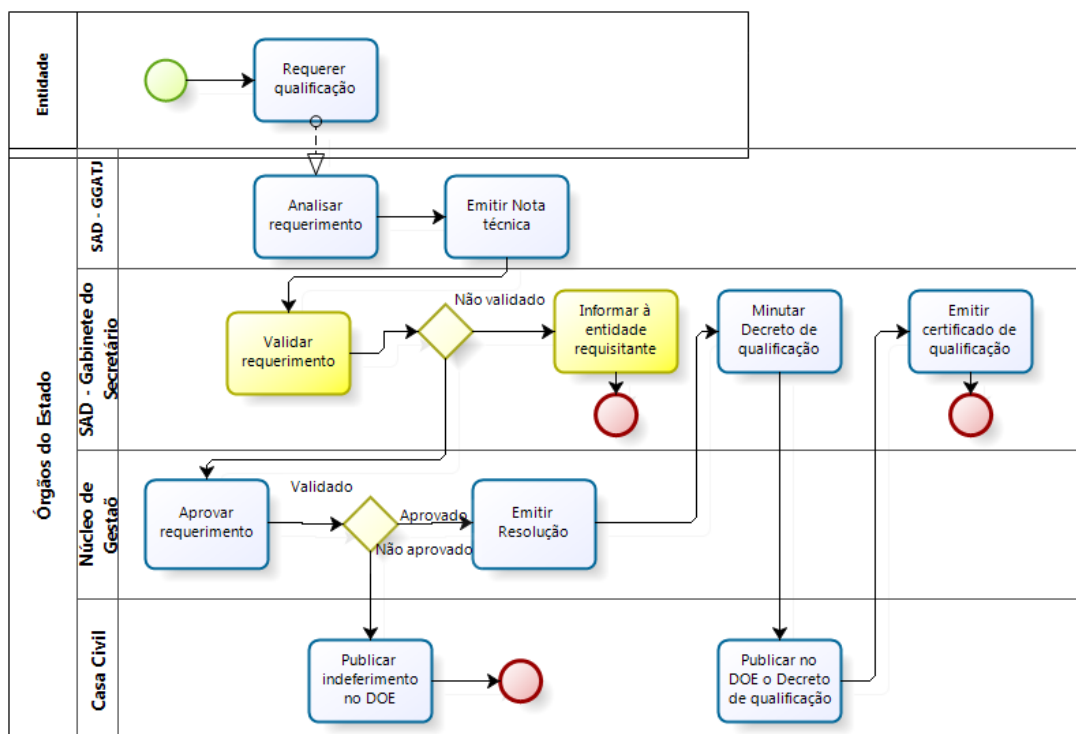 Entidade
Requerer
qualificação
Órgãos do Estado
SAD - GGATJ
Analisar
requerimento
Emitir Nota
técnica
SAD - Gabinete do
Secretário
Validar
requerimento
Não validado
Informar à
entidade
requisitante
Minutar
Decreto de
qualificação
Emitir
certificado de
qualificação
Núcleo de
Gestaõ
Aprovar
requerimento
Validado
Aprovado
Não aprovado
Emitir
Resolução
Casa Civil
Publicar
indeferimento
no DOE
Publicar no
DOE o Decreto
de qualificação